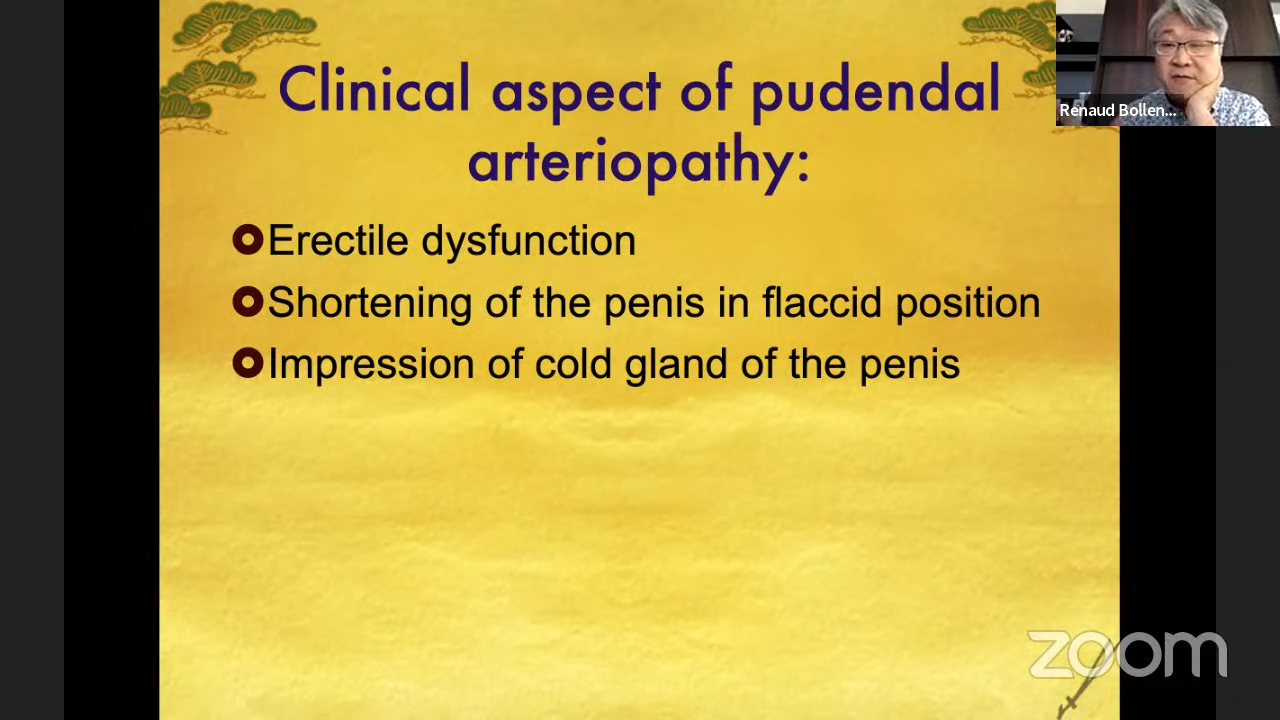 Clinical aspect of pudendal
arteriopathy:
Erectile dysfunction
Shortening of the penis in flaccid position
Impression of cold gland of the penis
Renaud Bollen...
zoom